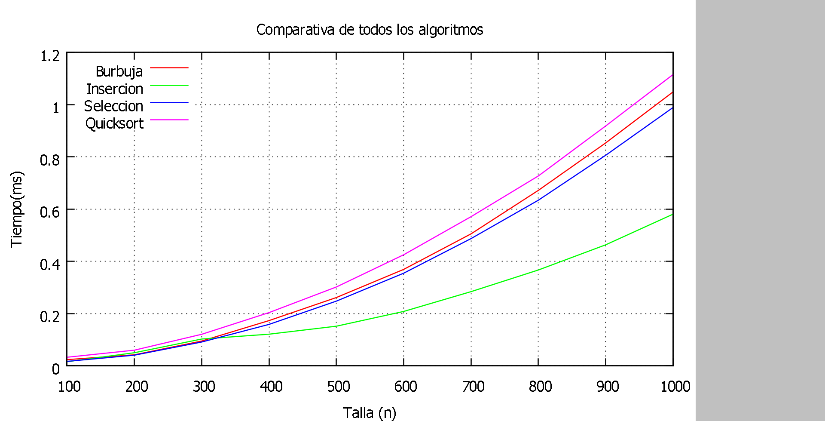 Comparativa de todos los algoritmos
1.2
1
0.8
0.6
0.4
0.2
0
Tiempo(ms)
Burbuja
Insercion
Seleccion
Quicksort
100 200 300 400 500 600 700 800 900 1000
Talla (n)